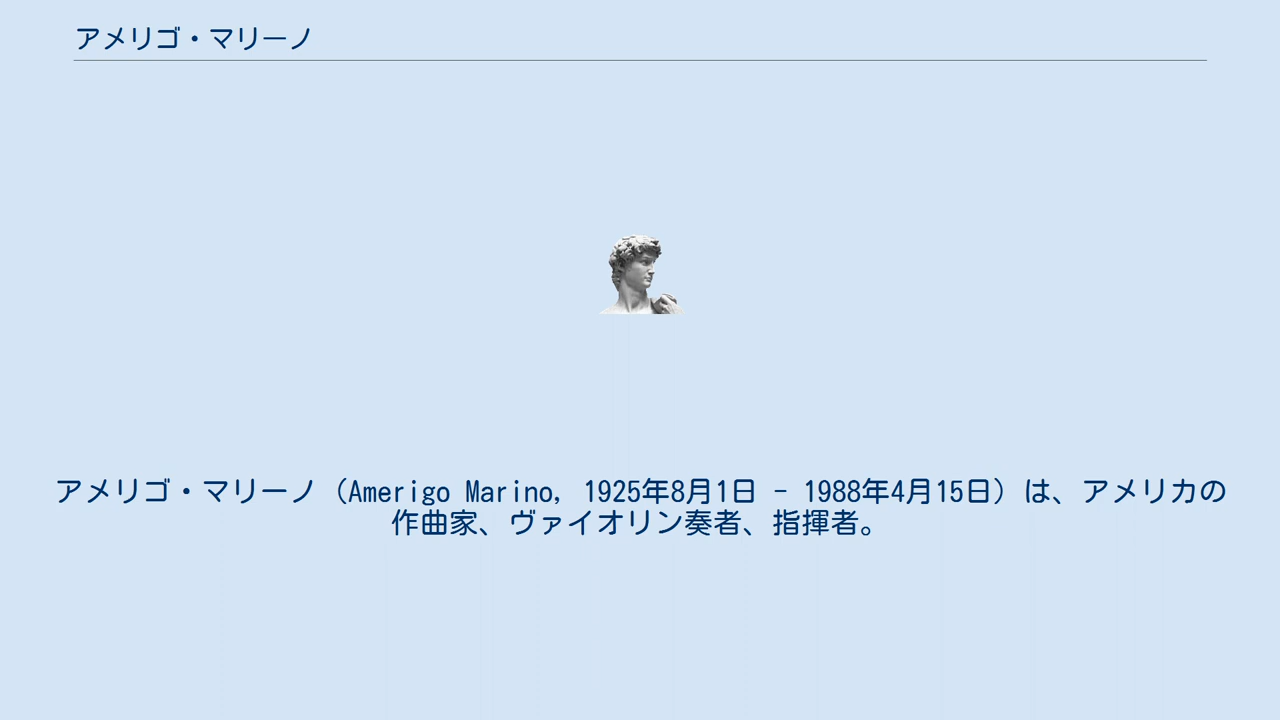 アメリゴ・マリーノ
アメリゴ・マリーノ（Amerigo Marino, 1925年8月1日 - 1988年4月15日）は、アメリカの
作曲家、ヴァイオリン奏者、指揮者。